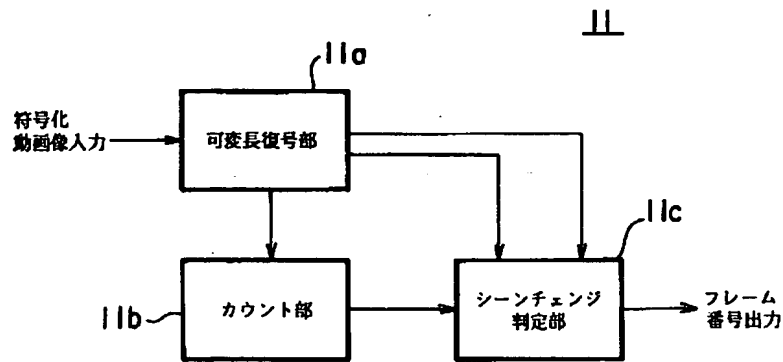 11
11a
符号化
動画像入力
可変長復号部
11c
11b
カウント部
シーンチェンジ
判定部
フレーム
番号出力